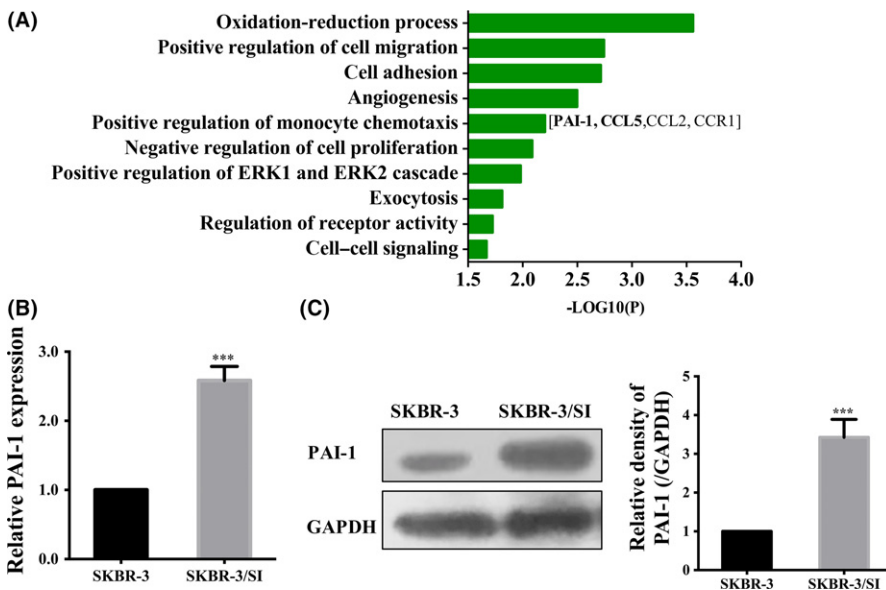 (A)
Oxidation-reduction process
Positive regulation of cell migration
Cell adhesion
Angiogenesis
Positive regulation of monocyte chemotaxis [PAI-1, CCL5,CCL2, CCR1]
Negative regulation of cell proliferation
Positive regulation of ERK1 and ERK2 cascade
Exocytosis
Regulation of receptor activity
Cell–cell signaling
1.5 2.0 2.5 3.0 3.5 4.0
-LOG10(P)
(B)
Relative PAI-1 expression
3.0
2.0
1.0
0.0
***
SKBR-3 SKBR-3/SI
(C)
SKBR-3 SKBR-3/SI
PAI-1
GAPDH
Relative density of
PAI-1 (/GAPDH)
5
4
3
2
1
0
***
SKBR-3 SKBR-3/SI